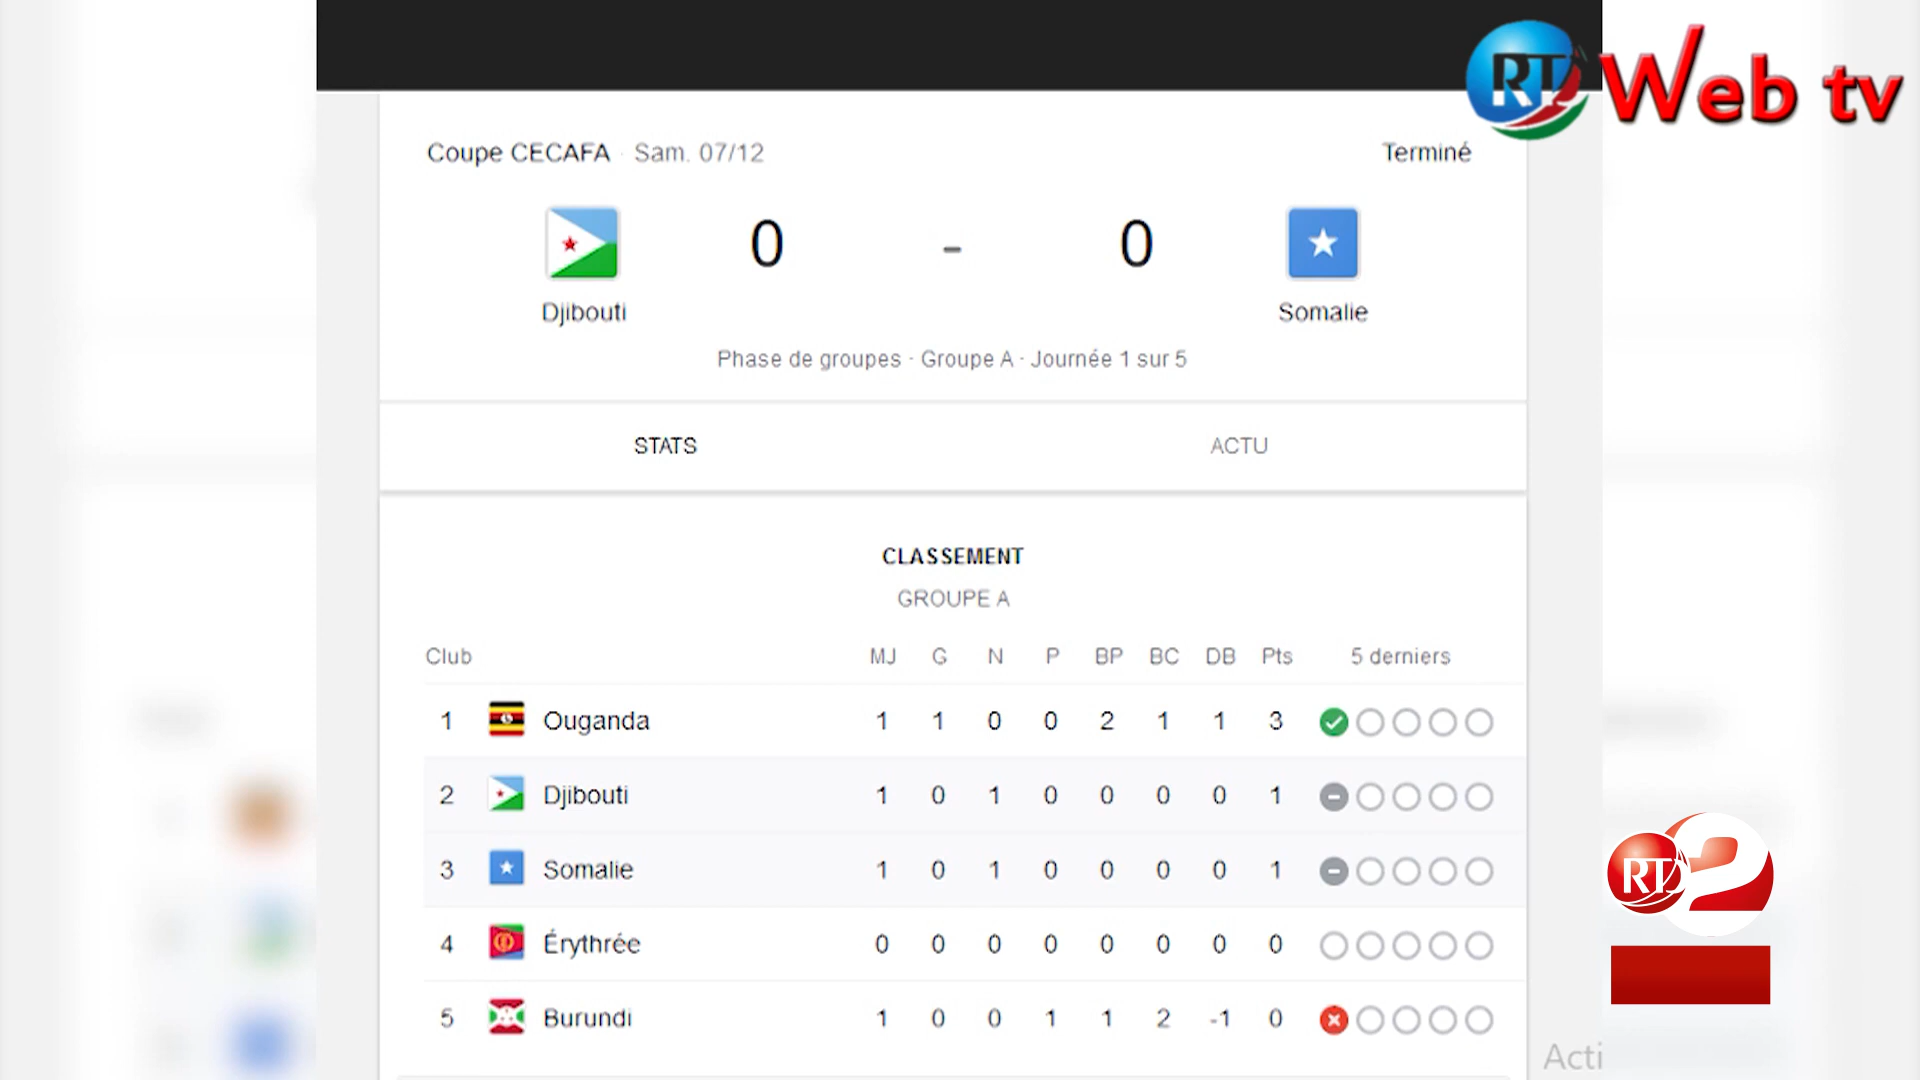 RT Web tv
Coupe CECAFA · Sam. 07/12 Terminé
0 - 0
Djibouti Somalie
Phase de groupes · Groupe A · Journée 1 sur 5
STATS ACTU
CLASSEMENT
GROUPE A
Club MJ G N P BP BC DB Pts 5 derniers
1 Ouganda 1 1 0 0 2 1 1 3
2 Djibouti 1 0 1 0 0 0 0 1
3 Somalie 1 0 1 0 0 0 0 1
4 Érythrée 0 0 0 0 0 0 0 0
5 Burundi 1 0 0 1 1 2 -1 0
RT 2
Acti